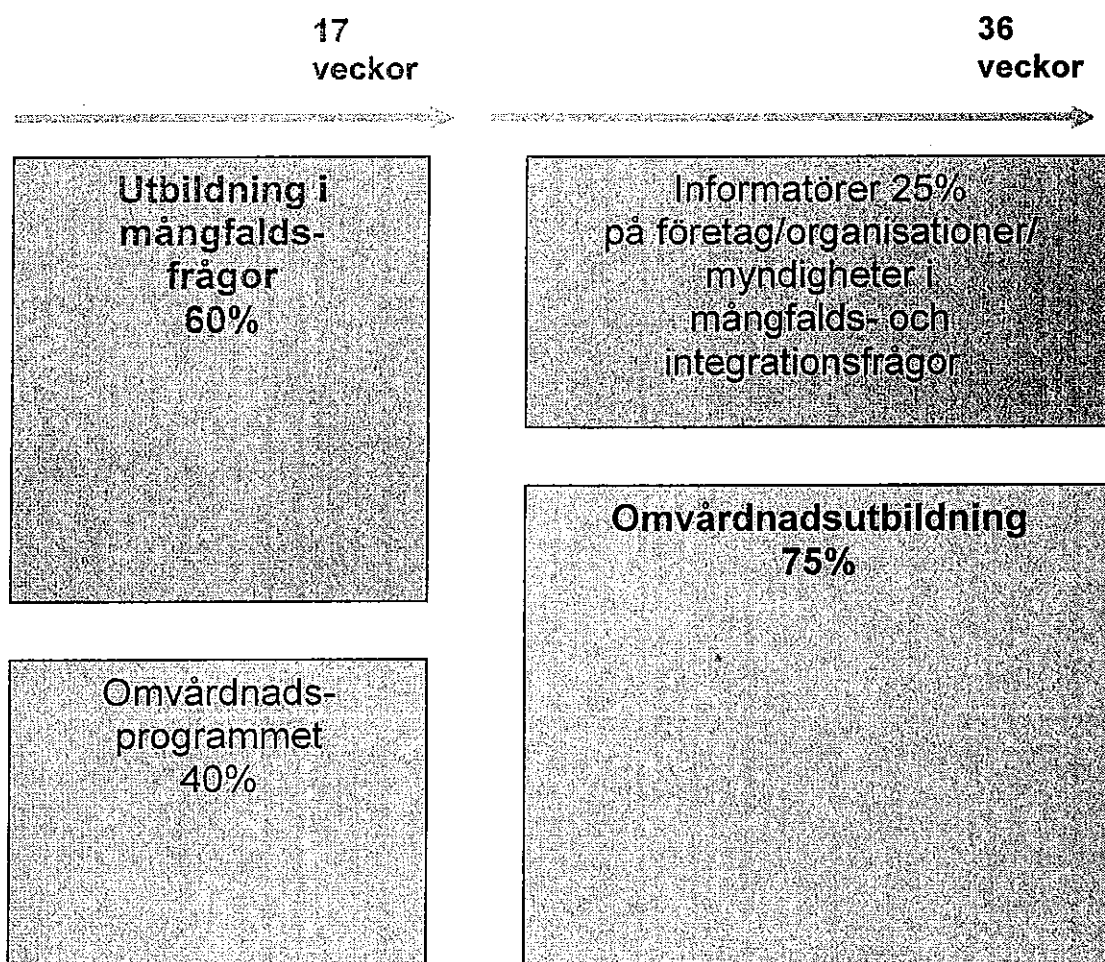 17
veckor
36
veckor
Utbildning i
mångfalds-
frågor
60%
Omvårdnads-
programmet
40%
Informatörer 25%
på företag/organisationer/
myndigheter i
mångfalds- och
integrationsfrågor
Omvårdnadsutbildning
75%